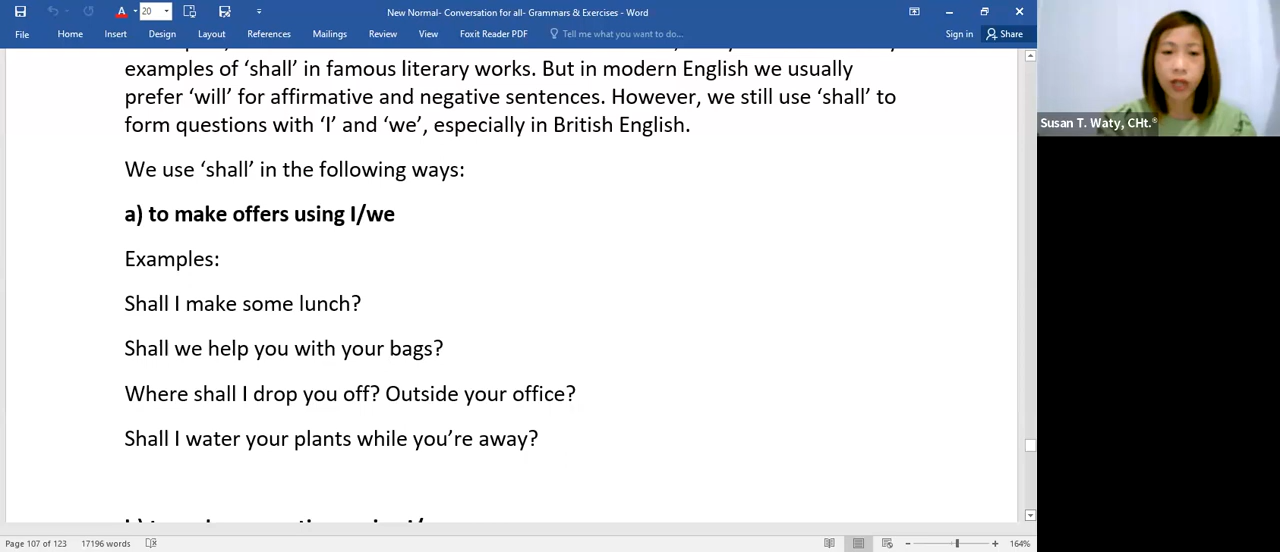 20
New Normal- Conversation for all- Grammars & Exercises - Word
File Home Insert Design Layout References Mailings Review View Foxit Reader PDF Tell me what you want to do... Sign in Share
examples of ‘shall’ in famous literary works. But in modern English we usually
prefer ‘will’ for affirmative and negative sentences. However, we still use ‘shall’ to
form questions with ‘I’ and ‘we’, especially in British English.
We use ‘shall’ in the following ways:
a) to make offers using I/we
Examples:
Shall I make some lunch?
Shall we help you with your bags?
Where shall I drop you off? Outside your office?
Shall I water your plants while you’re away?
Susan T. Waty, CHt.®
Page 107 of 123 17196 words 164%